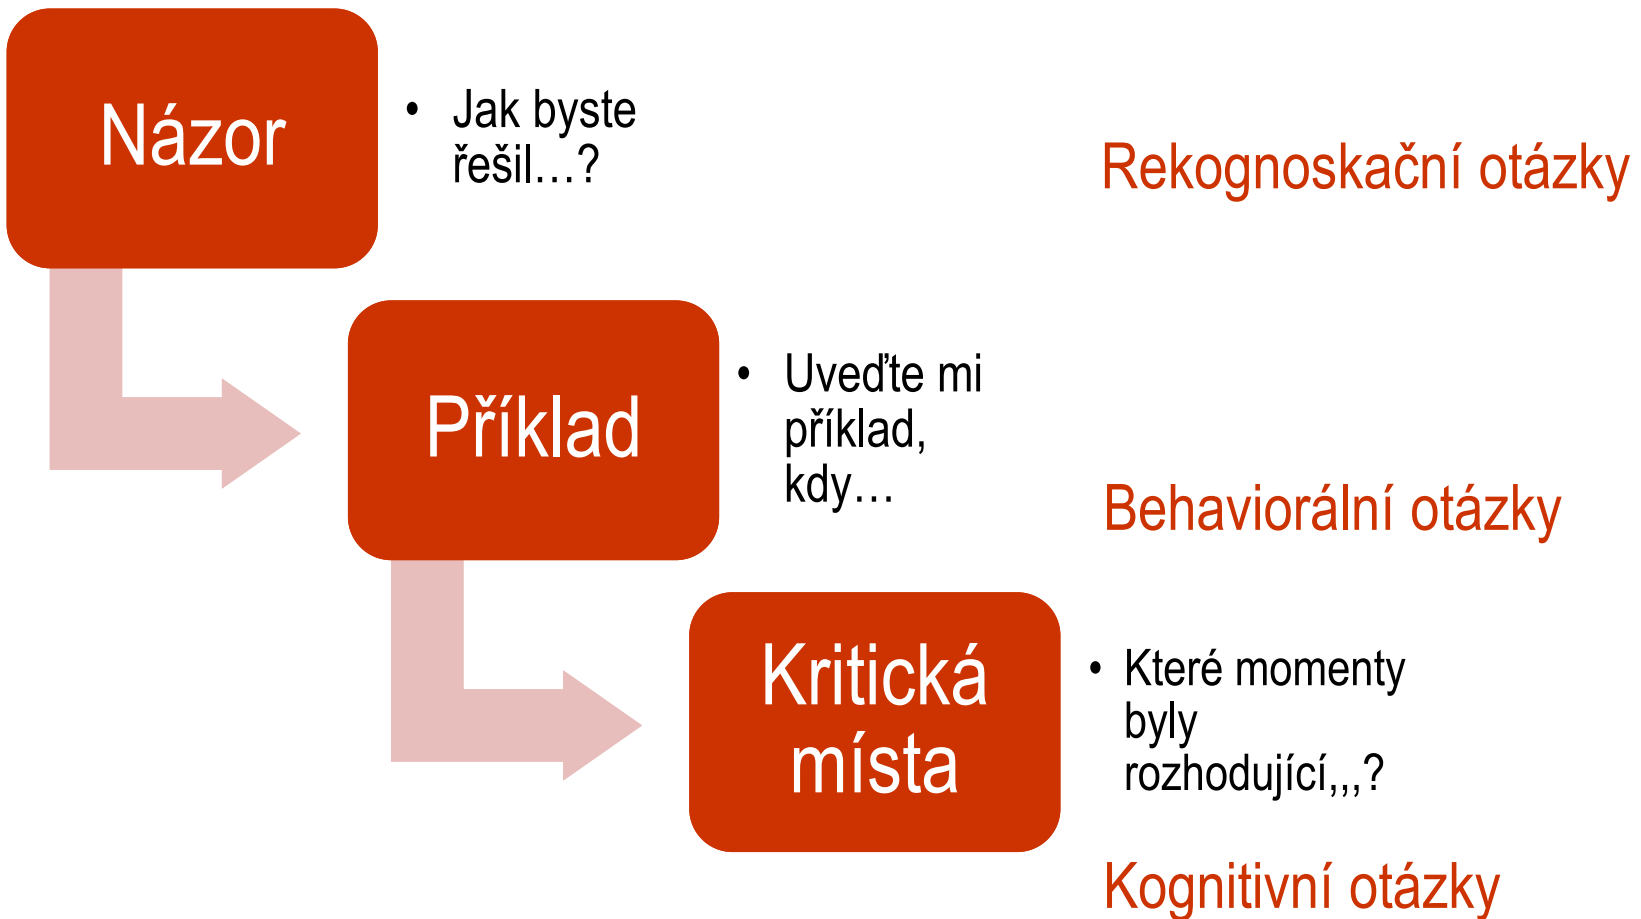 Názor
• Jak byste
řešil…?
Rekognoskační otázky
Příklad
• Uveďte mi
příklad,
kdy…
Behaviorální otázky
Kritická
místa
• Které momenty
byly
rozhodující,,,?
Kognitivní otázky